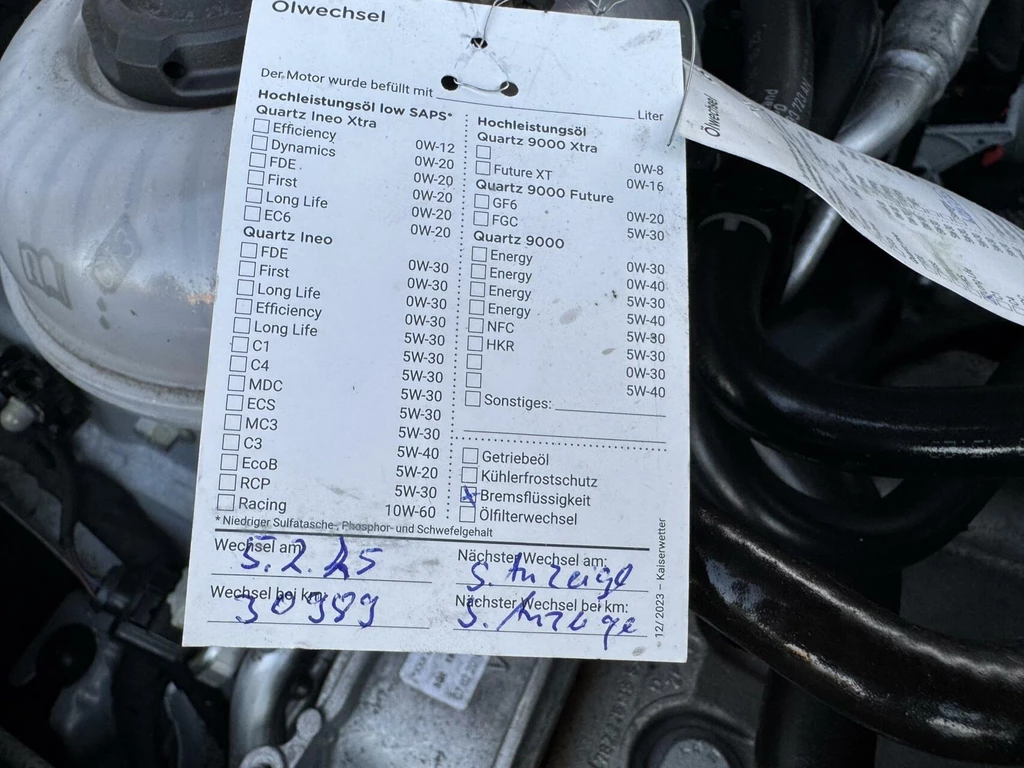 Ölwechsel
Der Motor wurde befüllt mit
Liter
Hochleistungsöl low SAPS*
Quartz Ineo Xtra
Efficiency 0W-12
Dynamics 0W-20
FDE 0W-20
First 0W-20
Long Life 0W-20
EC6 0W-20
Quartz Ineo
FDE 0W-30
First 0W-30
Long Life 0W-30
Efficiency 0W-30
Long Life 5W-30
C1 5W-30
C4 5W-30
MDC 5W-30
ECS 5W-30
MC3 5W-30
C3 5W-40
EcoB 5W-20
RCP 5W-30
Racing 10W-60
Hochleistungsöl
Quartz 9000 Xtra
0W-8
Future XT 0W-16
Quartz 9000 Future
GF6 0W-20
FGC 5W-30
Quartz 9000
Energy 0W-30
Energy 0W-40
Energy 5W-30
Energy 5W-40
NFC 5W-30
HKR 5W-30
0W-30
5W-40
Sonstiges:
Getriebeöl
Kühlerfrostschutz
Bremsflüssigkeit
Ölfilterwechsel
* Niedriger Sulfatasche-, Phosphor- und Schwefelgehalt
Wechsel am:
5.2.25
Nächster Wechsel am:
s. Anzeige
Wechsel bei km:
30989
Nächster Wechsel bei km:
s. Anzeige
12/2023 – Kaiserwetter
Ölwechsel